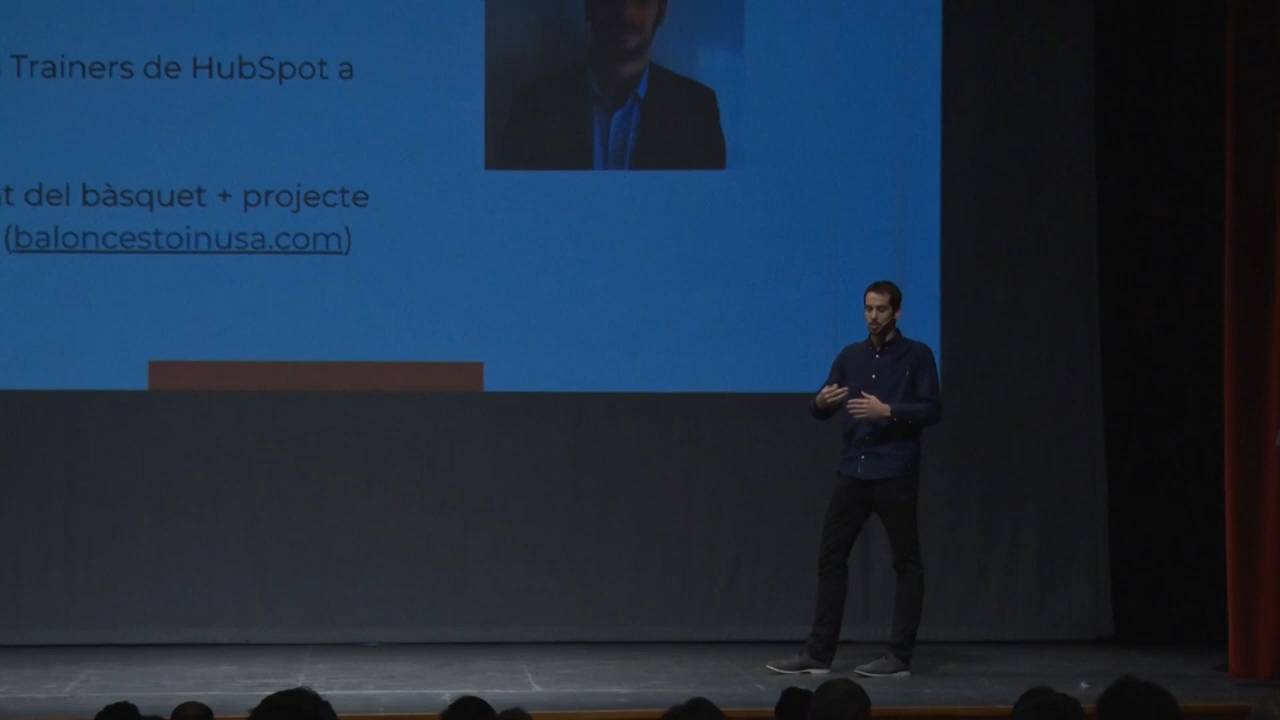 Trainers de HubSpot a
del bàsquet + projecte
(baloncestoinusa.com)